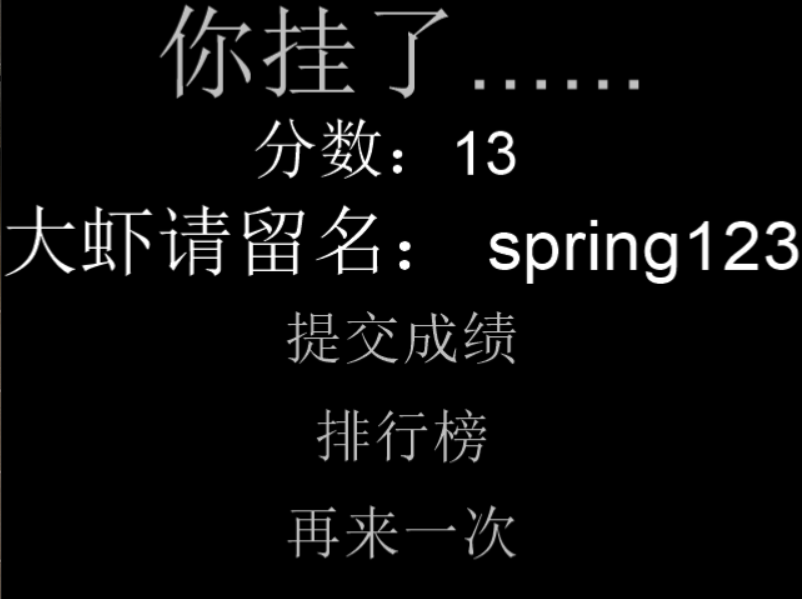 你挂了……
分数：13
大虾请留名： spring123
提交成绩
排行榜
再来一次